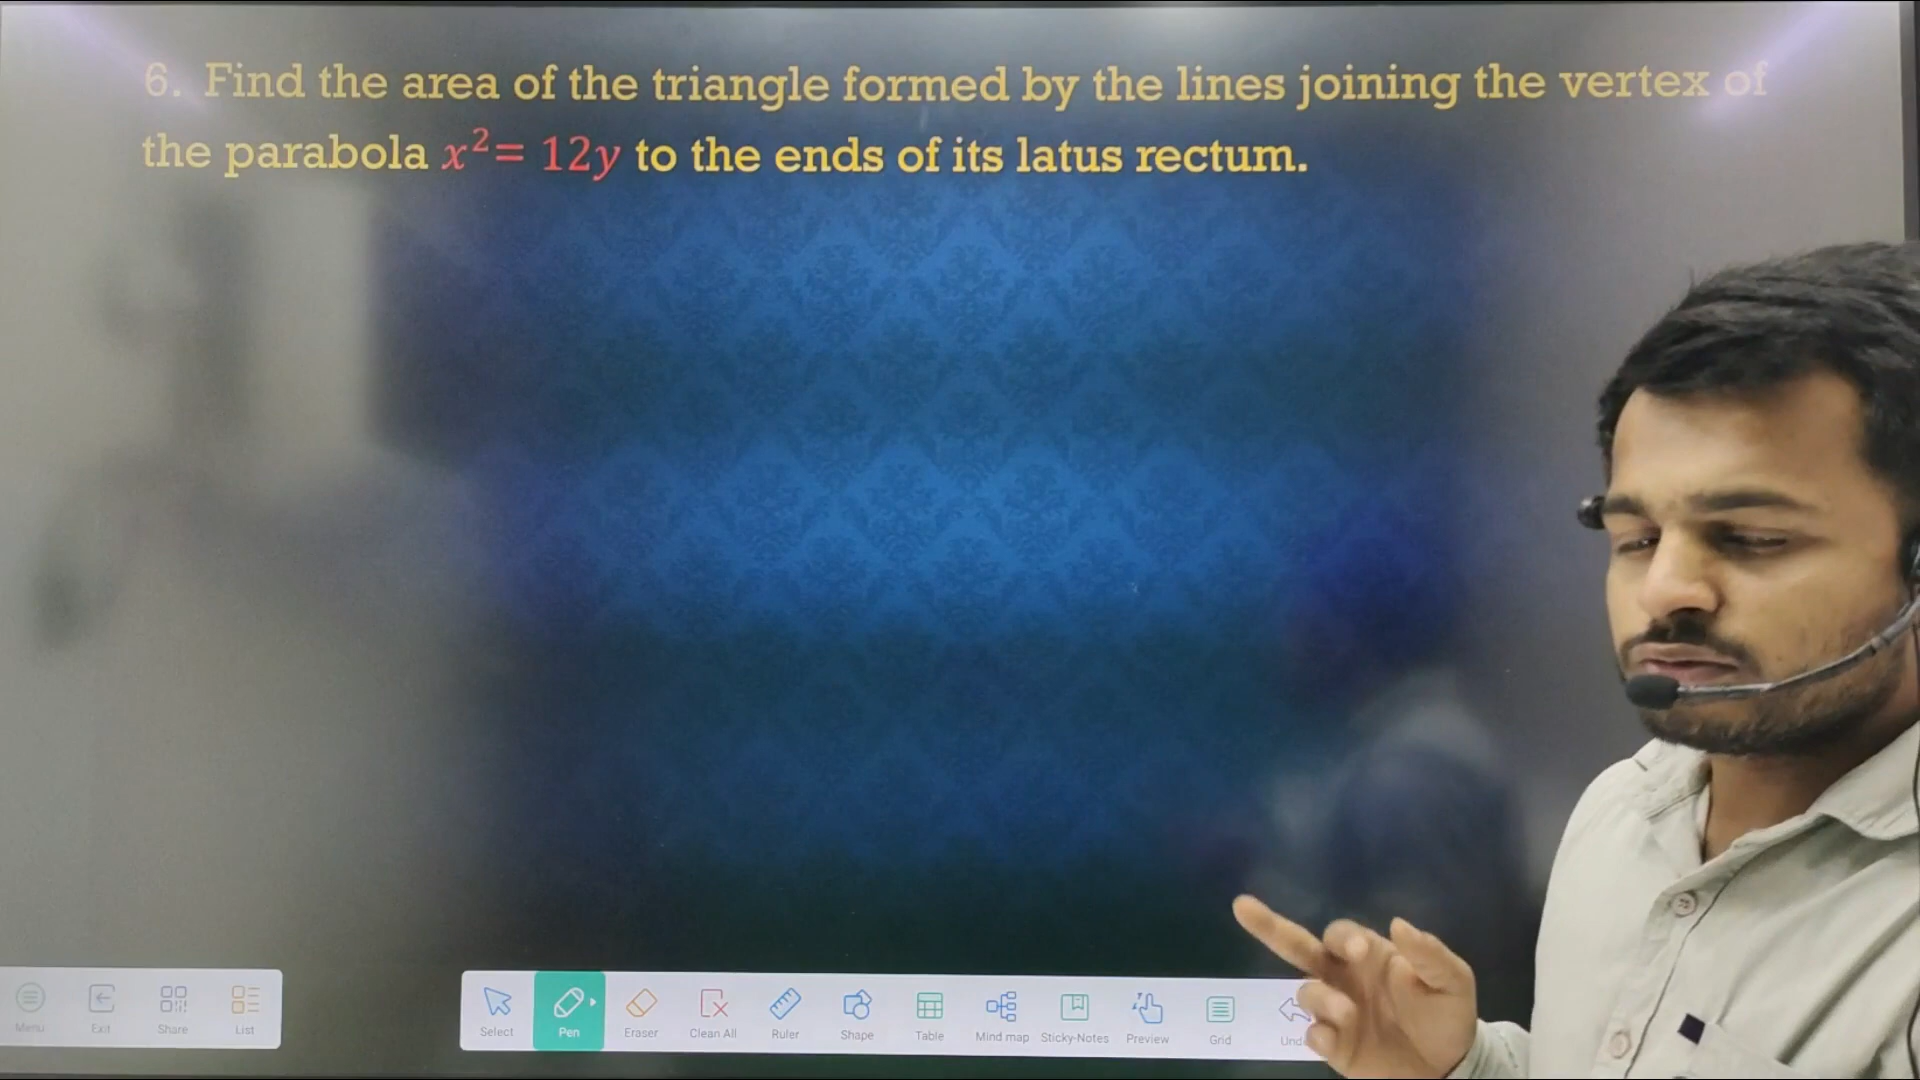 6. Find the area of the triangle formed by the lines joining the vertex of
the parabola x²= 12y to the ends of its latus rectum.
Menu Exit Share List
Select Pen Eraser Clean All Ruler Shape Table Mind map Sticky-Notes Preview Grid